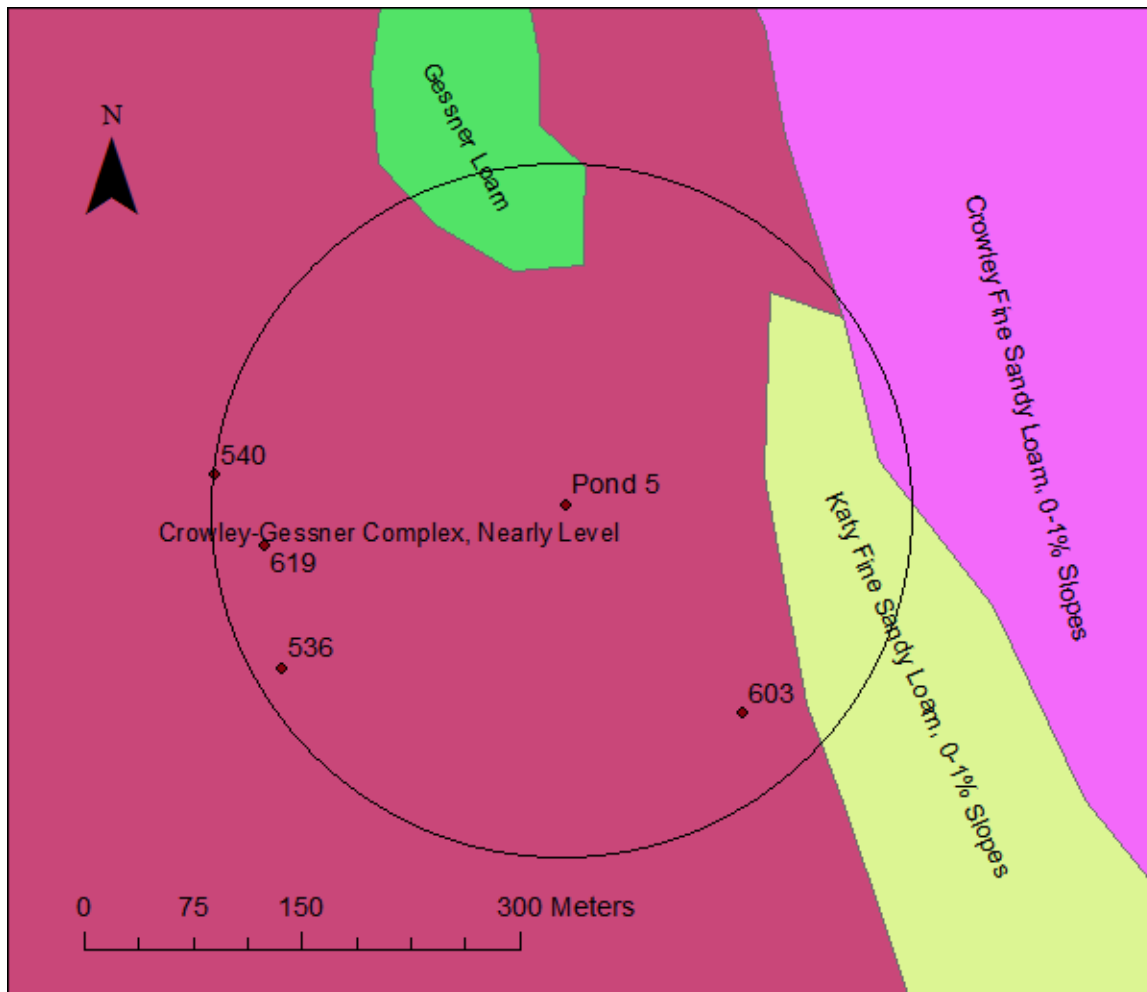 Gessner Loam
N
Crowley Fine Sandy Loam, 0-1% Slopes
540
Pond 5
Katy Fine Sandy Loam, 0-1% Slopes
Crowley-Gessner Complex, Nearly Level
619
536
603
0 75 150 300 Meters